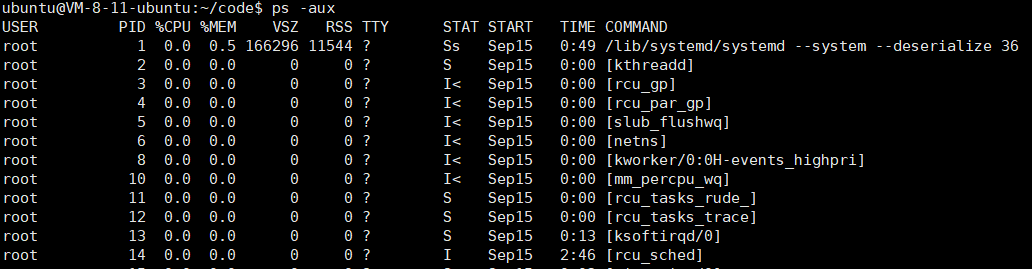 ubuntu@VM-8-11-ubuntu:~/code$ ps -aux
USER PID %CPU %MEM VSZ RSS TTY STAT START TIME COMMAND
root 1 0.0 0.5 166296 11544 ? Ss Sep15 0:49 /lib/systemd/systemd --system --deserialize 36
root 2 0.0 0.0 0 0 ? S Sep15 0:00 [kthreadd]
root 3 0.0 0.0 0 0 ? I< Sep15 0:00 [rcu_gp]
root 4 0.0 0.0 0 0 ? I< Sep15 0:00 [rcu_par_gp]
root 5 0.0 0.0 0 0 ? I< Sep15 0:00 [slub_flushwq]
root 6 0.0 0.0 0 0 ? I< Sep15 0:00 [netns]
root 8 0.0 0.0 0 0 ? I< Sep15 0:00 [kworker/0:0H-events_highpri]
root 10 0.0 0.0 0 0 ? I< Sep15 0:00 [mm_percpu_wq]
root 11 0.0 0.0 0 0 ? S Sep15 0:00 [rcu_tasks_rude_]
root 12 0.0 0.0 0 0 ? S Sep15 0:00 [rcu_tasks_trace]
root 13 0.0 0.0 0 0 ? S Sep15 0:13 [ksoftirqd/0]
root 14 0.0 0.0 0 0 ? I Sep15 2:46 [rcu_sched]